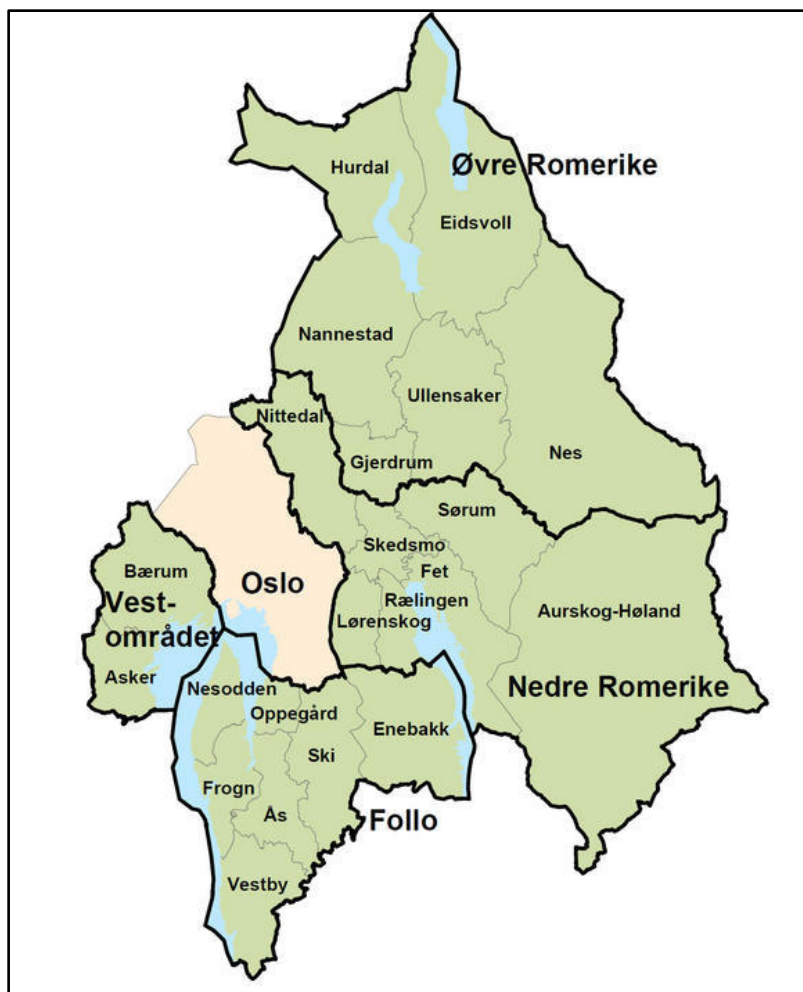 Hurdal
Øvre Romerike
Eidsvoll
Nannestad
Ullensaker
Nittedal
Gjerdrum
Nes
Sørum
Skedsmo
Fet
Bærum
Oslo
Rælingen
Vest-
området
Lørenskog
Aurskog-Høland
Asker
Nesodden
Nedre Romerike
Oppegård
Enebakk
Ski
Frogn
Ås
Follo
Vestby